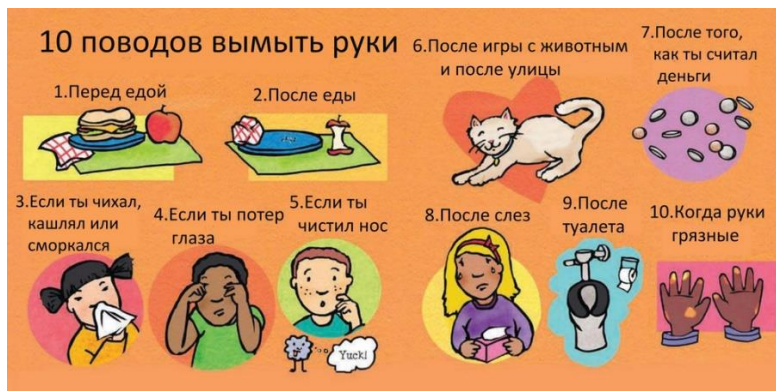 10 поводов вымыть руки
1.Перед едой
2.После еды
3.Если ты чихал,
кашлял или
сморкался
4.Если ты потер
глаза
5.Если ты
чистил нос
Yuck!
6.После игры с животным
и после улицы
7.После того,
как ты считал
деньги
8.После слез
9.После
туалета
10.Когда руки
грязные